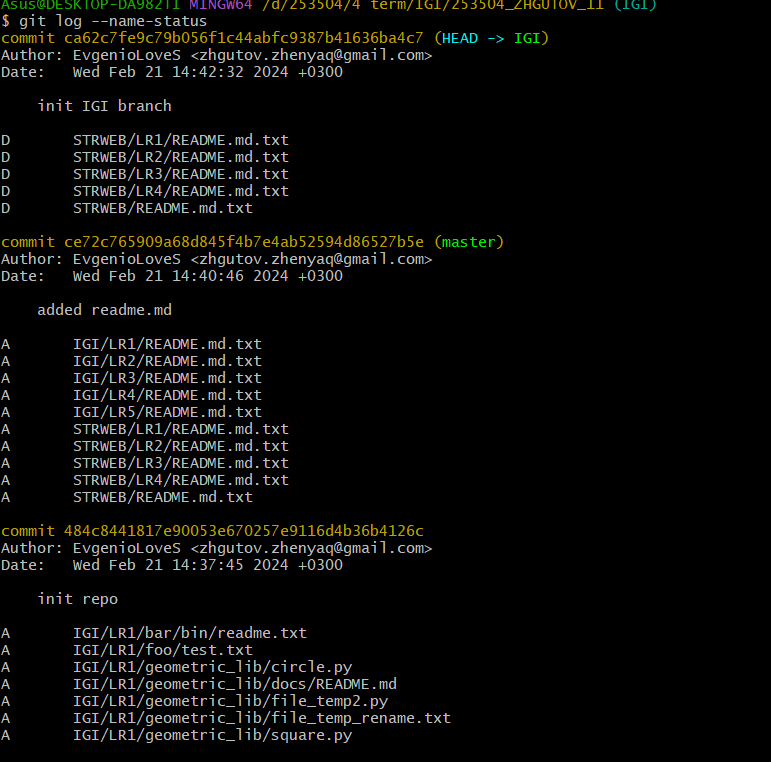 Asus@DESKTOP-DA982TI MINGW64 /d/253504/4 term/IGI/253504_ZHGUTOV_11 (IGI)
$ git log --name-status
commit ca62c7fe9c79b056f1c44abfc9387b41636ba4c7 (HEAD -> IGI)
Author: EvgenioLoveS <zhgutov.zhenyaq@gmail.com>
Date:   Wed Feb 21 14:42:32 2024 +0300
    init IGI branch
D       STRWEB/LR1/README.md.txt
D       STRWEB/LR2/README.md.txt
D       STRWEB/LR3/README.md.txt
D       STRWEB/LR4/README.md.txt
D       STRWEB/README.md.txt
commit ce72c765909a68d845f4b7e4ab52594d86527b5e (master)
Author: EvgenioLoveS <zhgutov.zhenyaq@gmail.com>
Date:   Wed Feb 21 14:40:46 2024 +0300
    added readme.md
A       IGI/LR1/README.md.txt
A       IGI/LR2/README.md.txt
A       IGI/LR3/README.md.txt
A       IGI/LR4/README.md.txt
A       IGI/LR5/README.md.txt
A       STRWEB/LR1/README.md.txt
A       STRWEB/LR2/README.md.txt
A       STRWEB/LR3/README.md.txt
A       STRWEB/LR4/README.md.txt
A       STRWEB/README.md.txt
commit 484c8441817e90053e670257e9116d4b36b4126c
Author: EvgenioLoveS <zhgutov.zhenyaq@gmail.com>
Date:   Wed Feb 21 14:37:45 2024 +0300
    init repo
A       IGI/LR1/bar/bin/readme.txt
A       IGI/LR1/foo/test.txt
A       IGI/LR1/geometric_lib/circle.py
A       IGI/LR1/geometric_lib/docs/README.md
A       IGI/LR1/geometric_lib/file_temp2.py
A       IGI/LR1/geometric_lib/file_temp_rename.txt
A       IGI/LR1/geometric_lib/square.py